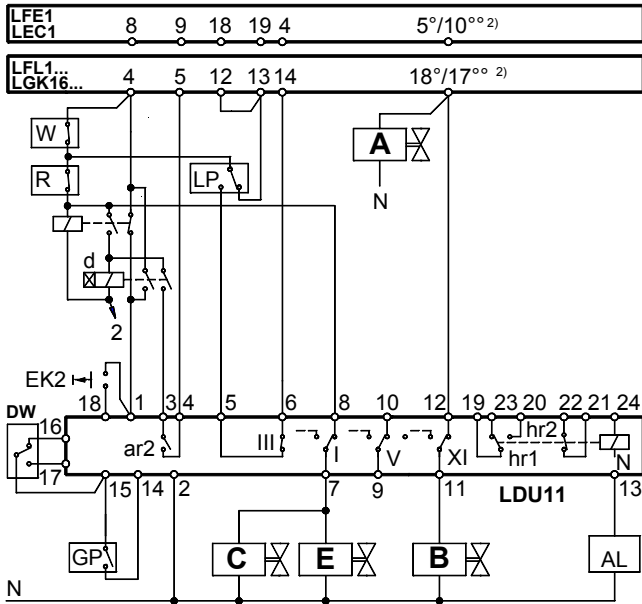 LFE1
LEC1
8 9 18 19 4 5°/10°° 2)
LFL1...
LGK16...
4 5 12 13 14 18°/17°° 2)
W
A
R
LP
N
d
2
EK2
18 1 3 4 5 6 8 10 12 19 23 20 22 21 24
DW
16
ar2 III I V XI hr1 hr2 N
17
15 14 2 7 9 11 LDU11 13
GP C E B AL
N